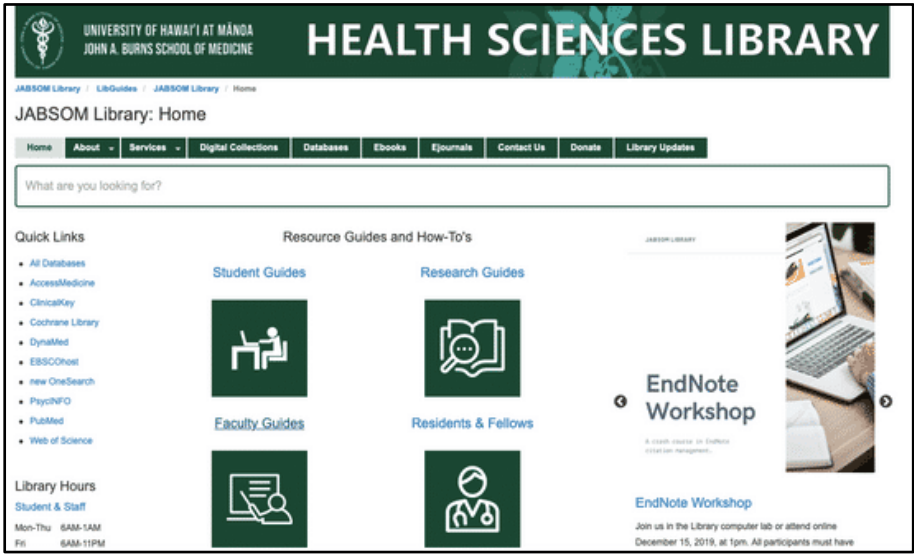 UNIVERSITY OF HAWAIʻI AT MĀNOA
JOHN A. BURNS SCHOOL OF MEDICINE
HEALTH SCIENCES LIBRARY
JABSOM Library / LibGuides / JABSOM Library / Home
JABSOM Library: Home
Home About Services Digital Collections Databases Ebooks Ejournals Contact Us Donate Library Updates
What are you looking for?
Quick Links
All Databases
AccessMedicine
ClinicalKey
Cochrane Library
DynaMed
EBSCOhost
new OneSearch
PsycINFO
PubMed
Web of Science
Library Hours
Student & Staff
Mon-Thu 6AM-1AM
Fri 6AM-11PM
Resource Guides and How-To's
Student Guides
Research Guides
Faculty Guides
Residents & Fellows
JABSOM LIBRARY
EndNote
Workshop
A crash course in EndNote
citation management.
EndNote Workshop
Join us in the Library computer lab or attend online
December 15, 2019, at 1pm. All participants must have